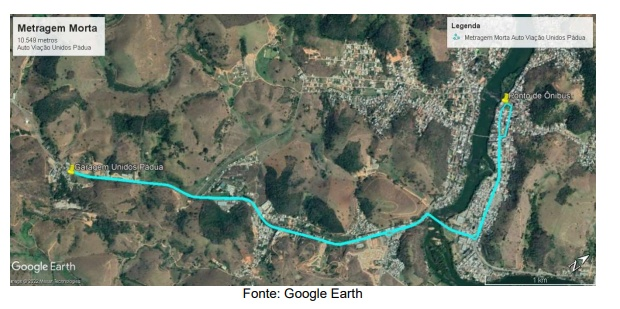 Metragem Morta
10.549 metros
Auto Viação Unidos Pádua
Legenda
Metragem Morta Auto Viação Unidos Pádua
Ponto de Ônibus
Garagem Unidos Pádua
Google Earth
1 km
Fonte: Google Earth